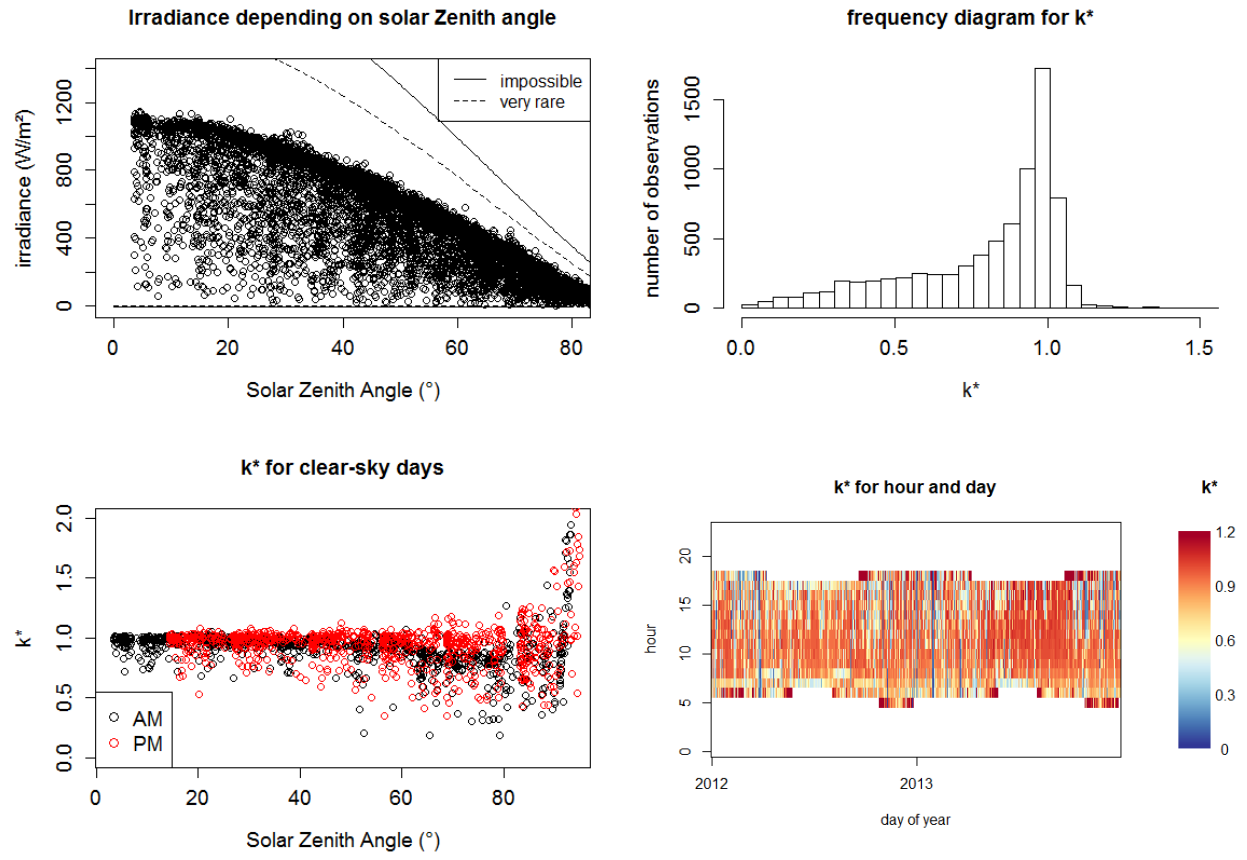 Irradiance depending on solar Zenith angle
irradiance (W/m²)
0 400 800 1200
impossible
very rare
0 20 40 60 80
Solar Zenith Angle (°)
frequency diagram for k*
number of observations
0 500 1000 1500
0.0 0.5 1.0 1.5
k*
k* for clear-sky days
k*
0.0 0.5 1.0 1.5 2.0
AM
PM
0 20 40 60 80
Solar Zenith Angle (°)
k* for hour and day
hour
20
15
10
5
0
2012 2013
day of year
k*
1.2
0.9
0.6
0.3
0